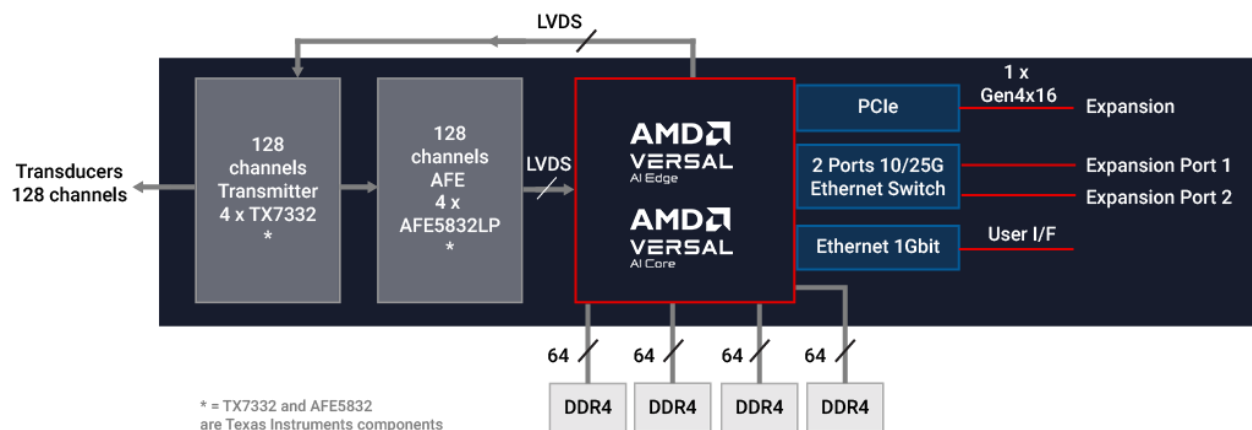 LVDS
1 x
Gen4x16
PCIe
Expansion
128
channels
Transmitter
4 x TX7332
*
128
channels
AFE
4 x
AFE5832LP
*
LVDS
AMD
VERSAL
AI Edge
AMD
VERSAL
AI Core
2 Ports 10/25G
Ethernet Switch
Expansion Port 1
Expansion Port 2
Transducers
128 channels
Ethernet 1Gbit
User I/F
64
64
64
64
DDR4
DDR4
DDR4
DDR4
* = TX7332 and AFE5832
are Texas Instruments components